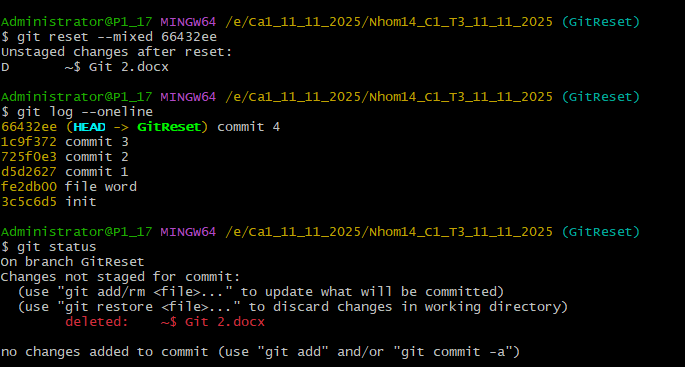 Administrator@P1_17 MINGW64 /e/Ca1_11_11_2025/Nhom14_C1_T3_11_11_2025 (GitReset)
$ git reset --mixed 66432ee
Unstaged changes after reset:
D       ~$ Git 2.docx

Administrator@P1_17 MINGW64 /e/Ca1_11_11_2025/Nhom14_C1_T3_11_11_2025 (GitReset)
$ git log --oneline
66432ee (HEAD -> GitReset) commit 4
1c9f372 commit 3
725f0e3 commit 2
d5d2627 commit 1
fe2db00 file word
3c5c6d5 init

Administrator@P1_17 MINGW64 /e/Ca1_11_11_2025/Nhom14_C1_T3_11_11_2025 (GitReset)
$ git status
On branch GitReset
Changes not staged for commit:
  (use "git add/rm <file>..." to update what will be committed)
  (use "git restore <file>..." to discard changes in working directory)
        deleted:    ~$ Git 2.docx

no changes added to commit (use "git add" and/or "git commit -a")